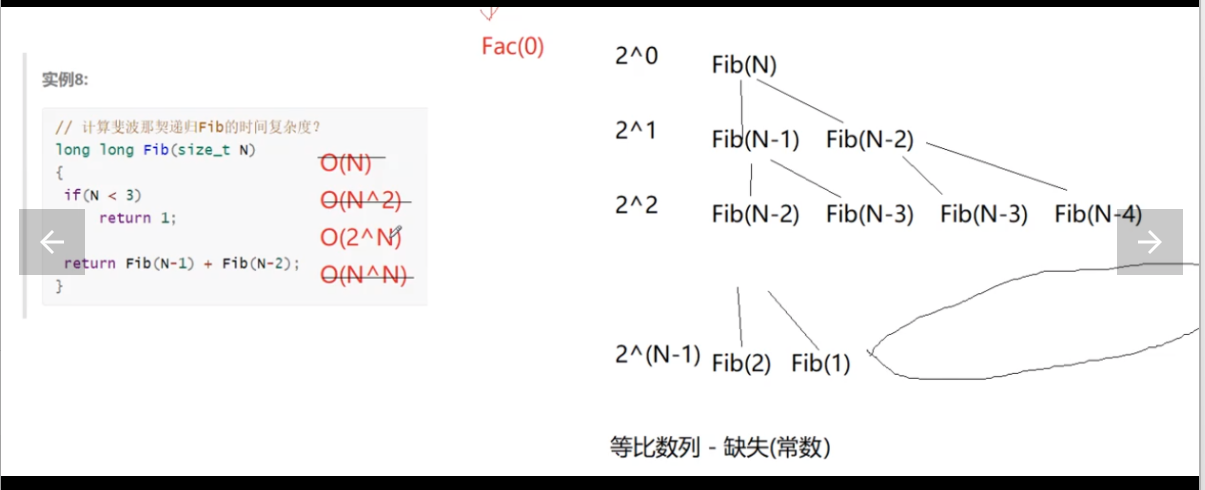 Fac(0)
实例8:
// 计算斐波那契递归Fib的时间复杂度?
long long Fib(size_t N)
{
if(N < 3)
return 1;
return Fib(N-1) + Fib(N-2);
}
O(N)
O(N^2)
O(2^N)
O(N^N)
2^0 Fib(N)
2^1 Fib(N-1) Fib(N-2)
2^2 Fib(N-2) Fib(N-3) Fib(N-3) Fib(N-4)
2^(N-1) Fib(2) Fib(1)
等比数列 - 缺失(常数)